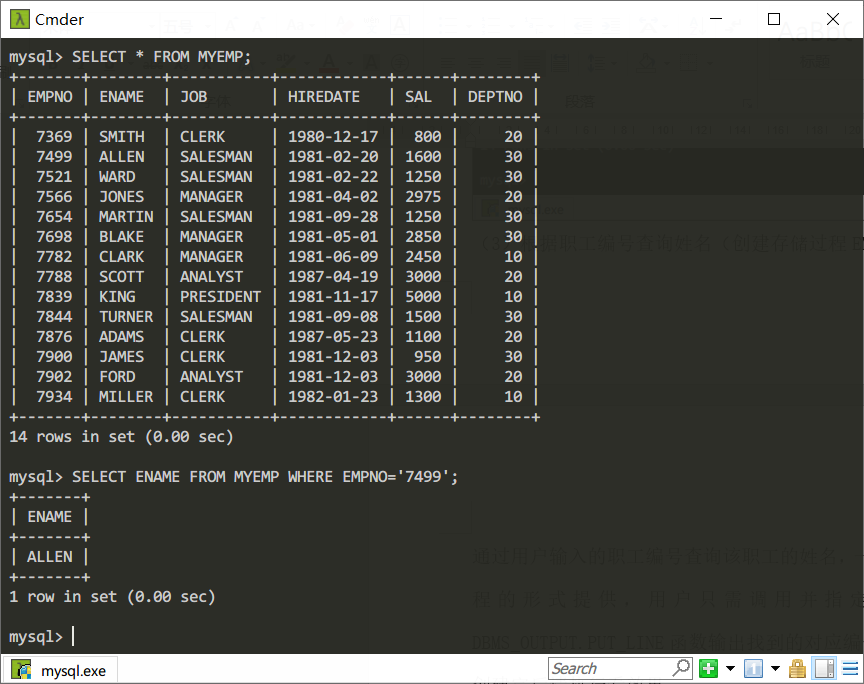 Cmder
mysql> SELECT * FROM MYEMP;
+-------+--------+-----------+------------+------+--------+
| EMPNO | ENAME  | JOB       | HIREDATE   | SAL  | DEPTNO |
+-------+--------+-----------+------------+------+--------+
|  7369 | SMITH  | CLERK     | 1980-12-17 |  800 |     20 |
|  7499 | ALLEN  | SALESMAN  | 1981-02-20 | 1600 |     30 |
|  7521 | WARD   | SALESMAN  | 1981-02-22 | 1250 |     30 |
|  7566 | JONES  | MANAGER   | 1981-04-02 | 2975 |     20 |
|  7654 | MARTIN | SALESMAN  | 1981-09-28 | 1250 |     30 |
|  7698 | BLAKE  | MANAGER   | 1981-05-01 | 2850 |     30 |
|  7782 | CLARK  | MANAGER   | 1981-06-09 | 2450 |     10 |
|  7788 | SCOTT  | ANALYST   | 1987-04-19 | 3000 |     20 |
|  7839 | KING   | PRESIDENT | 1981-11-17 | 5000 |     10 |
|  7844 | TURNER | SALESMAN  | 1981-09-08 | 1500 |     30 |
|  7876 | ADAMS  | CLERK     | 1987-05-23 | 1100 |     20 |
|  7900 | JAMES  | CLERK     | 1981-12-03 |  950 |     30 |
|  7902 | FORD   | ANALYST   | 1981-12-03 | 3000 |     20 |
|  7934 | MILLER | CLERK     | 1982-01-23 | 1300 |     10 |
+-------+--------+-----------+------------+------+--------+
14 rows in set (0.00 sec)
mysql> SELECT ENAME FROM MYEMP WHERE EMPNO='7499';
+-------+
| ENAME |
+-------+
| ALLEN |
+-------+
1 row in set (0.00 sec)
mysql>
mysql.exe
Search